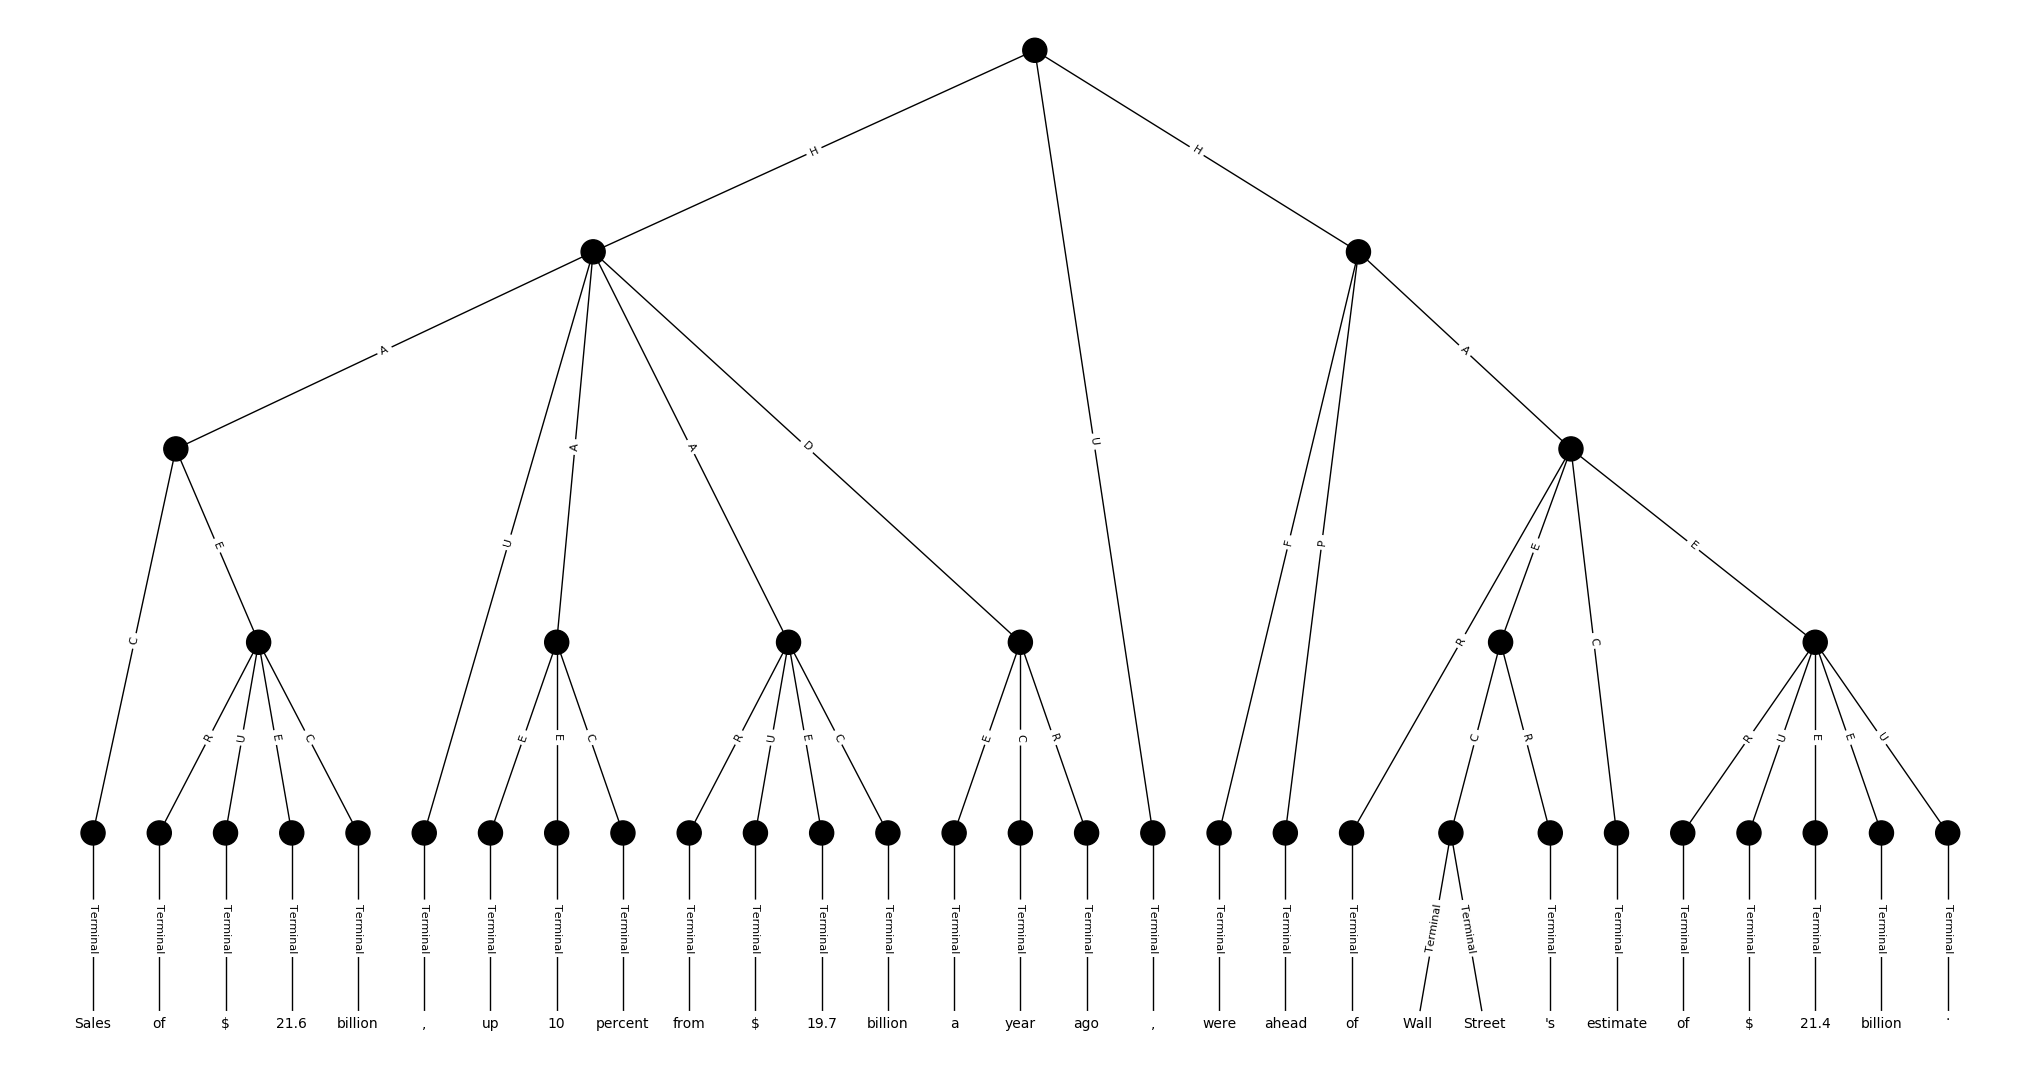 H H
A U A A D U F P A
C E U R E C E
R U E C E E C R U E C E C R C R R U E E U
Terminal Terminal Terminal Terminal Terminal Terminal Terminal Terminal Terminal Terminal Terminal Terminal Terminal Terminal Terminal Terminal Terminal Terminal Terminal Terminal Terminal Terminal Terminal Terminal Terminal Terminal Terminal Terminal Terminal
Sales of $ 21.6 billion , up 10 percent from $ 19.7 billion a year ago , were ahead of Wall Street 's estimate of $ 21.4 billion .